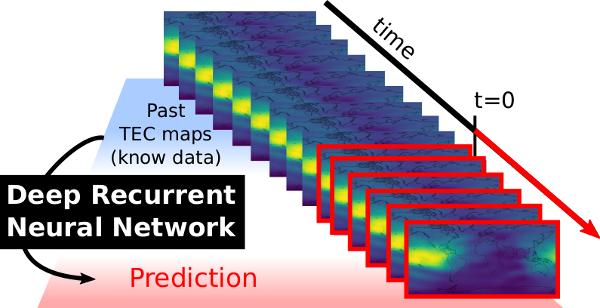 time
t=0
Past
TEC maps
(know data)
Deep Recurrent
Neural Network
Prediction